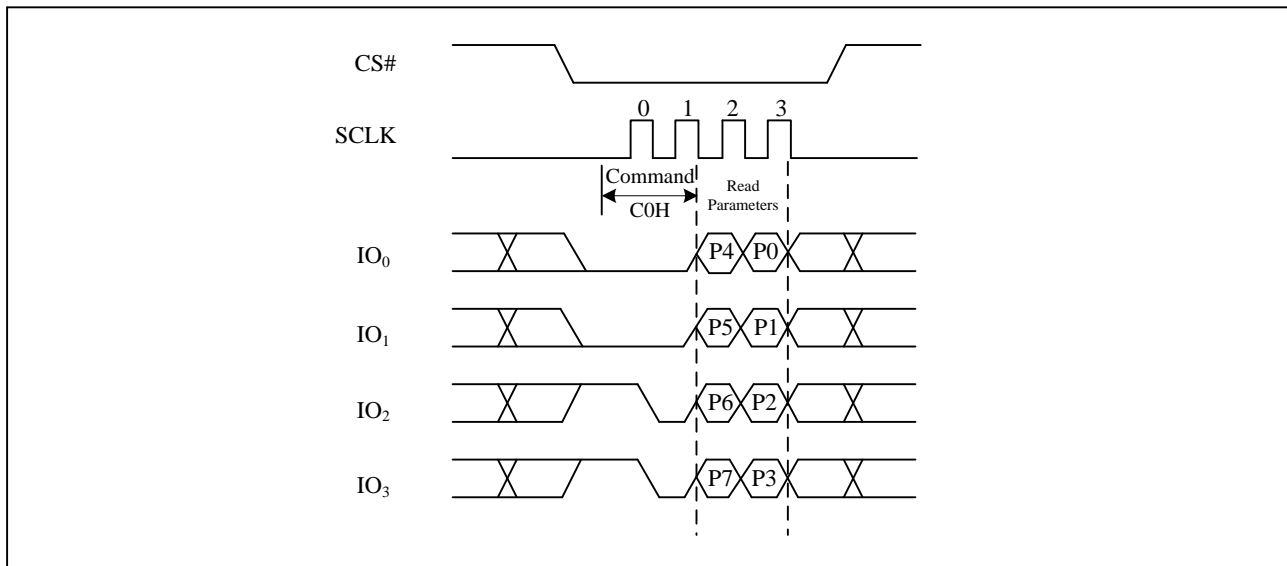 CS#
0 1 2 3
SCLK
Command Read
C0H Parameters
IO0 P4 P0
IO1 P5 P1
IO2 P6 P2
IO3 P7 P3